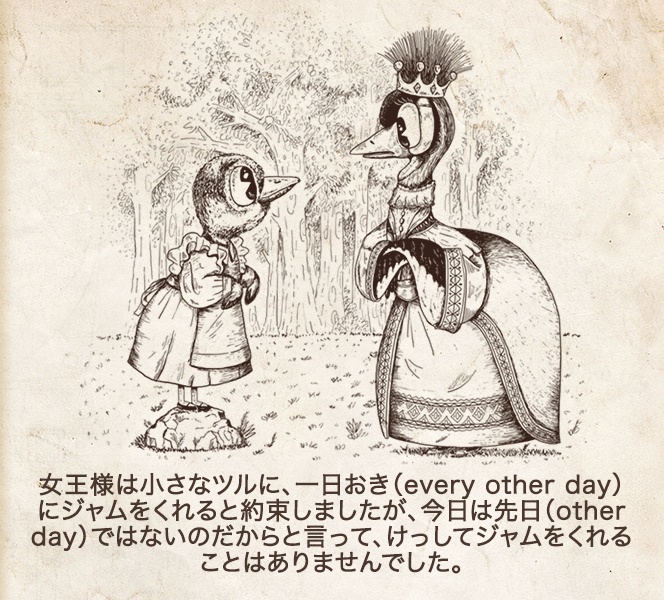 女王様は小さなツルに、一日おき（every other day）
にジャムをくれると約束しましたが、今日は先日（other
day）ではないのだからと言って、けっしてジャムをくれる
ことはありませんでした。